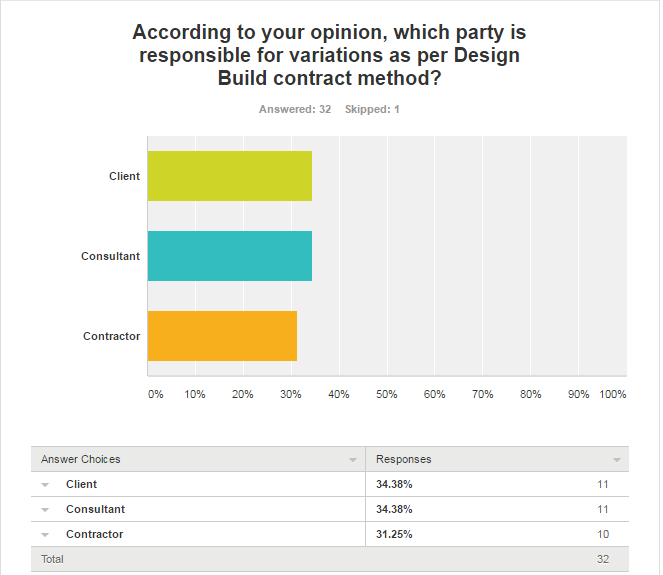 According to your opinion, which party is
responsible for variations as per Design
Build contract method?
Answered: 32 Skipped: 1
Client
Consultant
Contractor
0% 10% 20% 30% 40% 50% 60% 70% 80% 90% 100%
Answer Choices Responses
Client 34.38% 11
Consultant 34.38% 11
Contractor 31.25% 10
Total 32